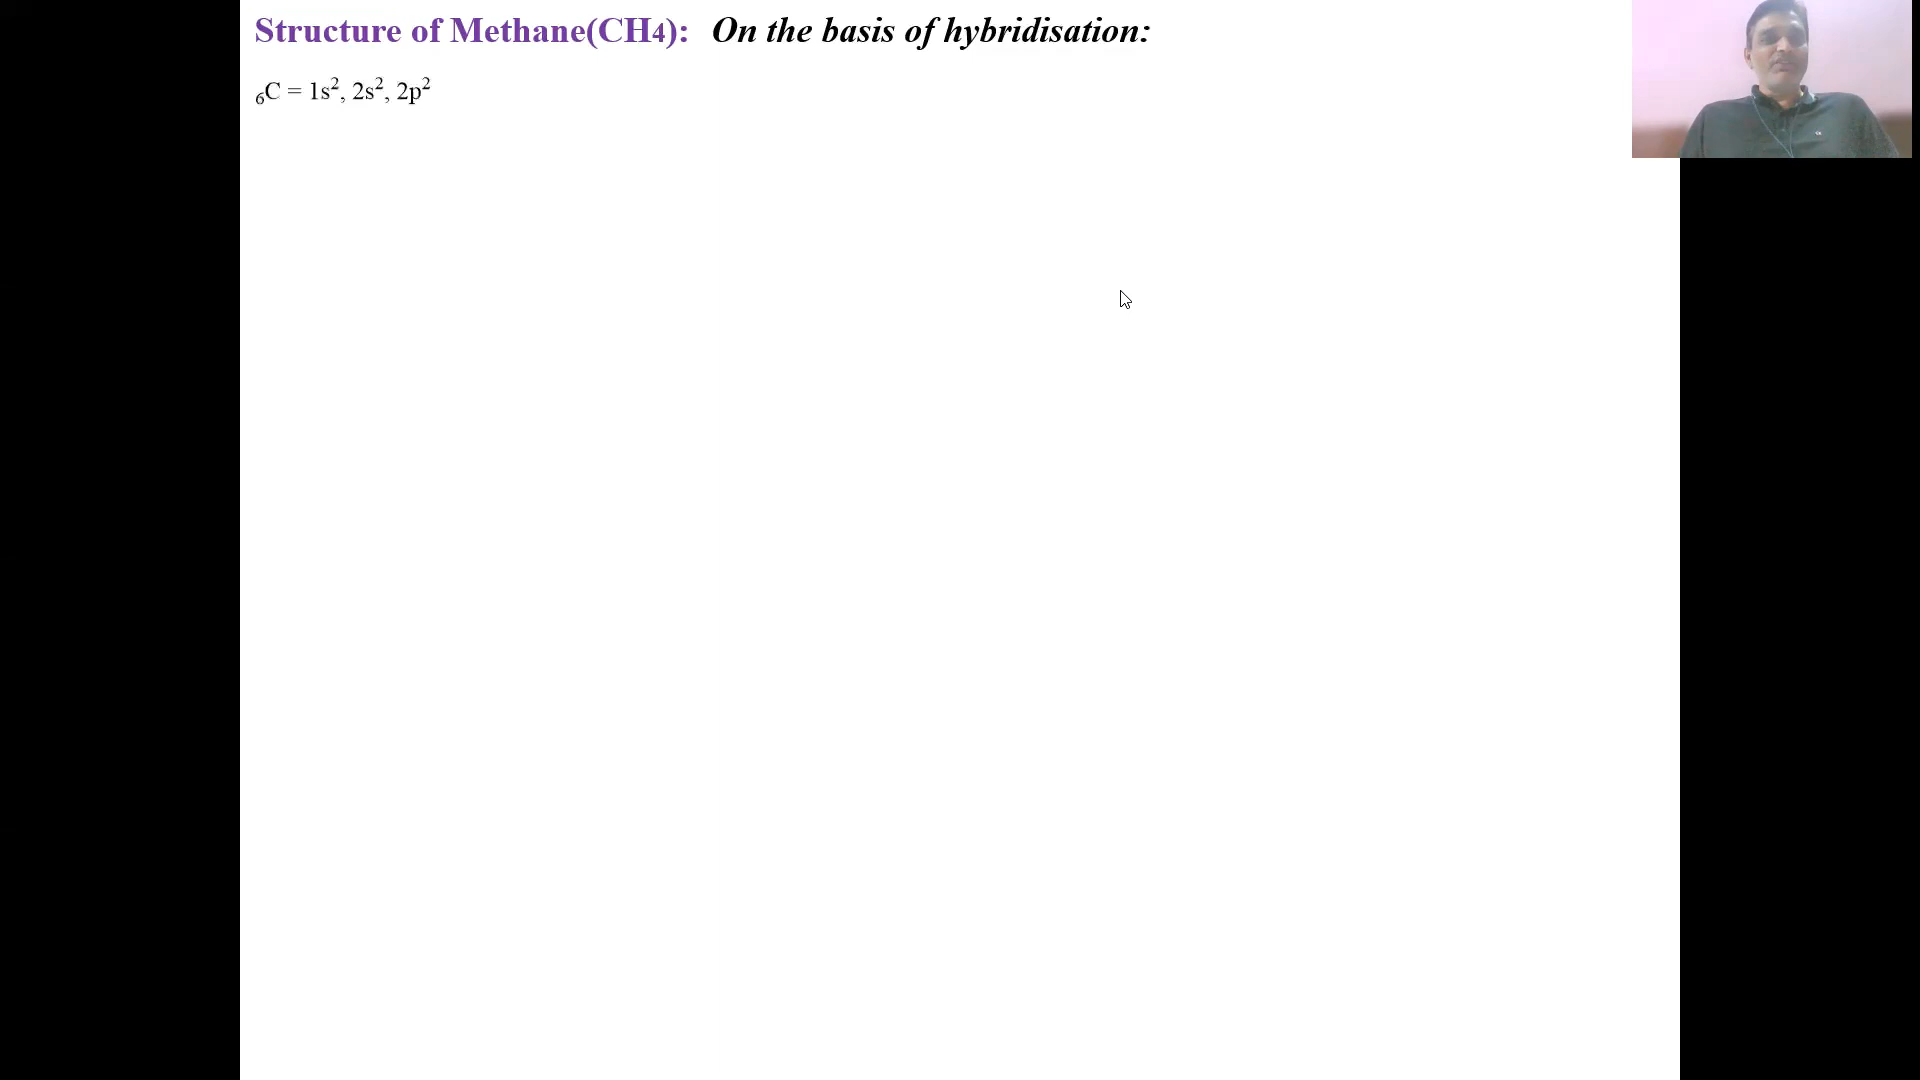 Structure of Methane(CH4): On the basis of hybridisation:
₆C = 1s², 2s², 2p²